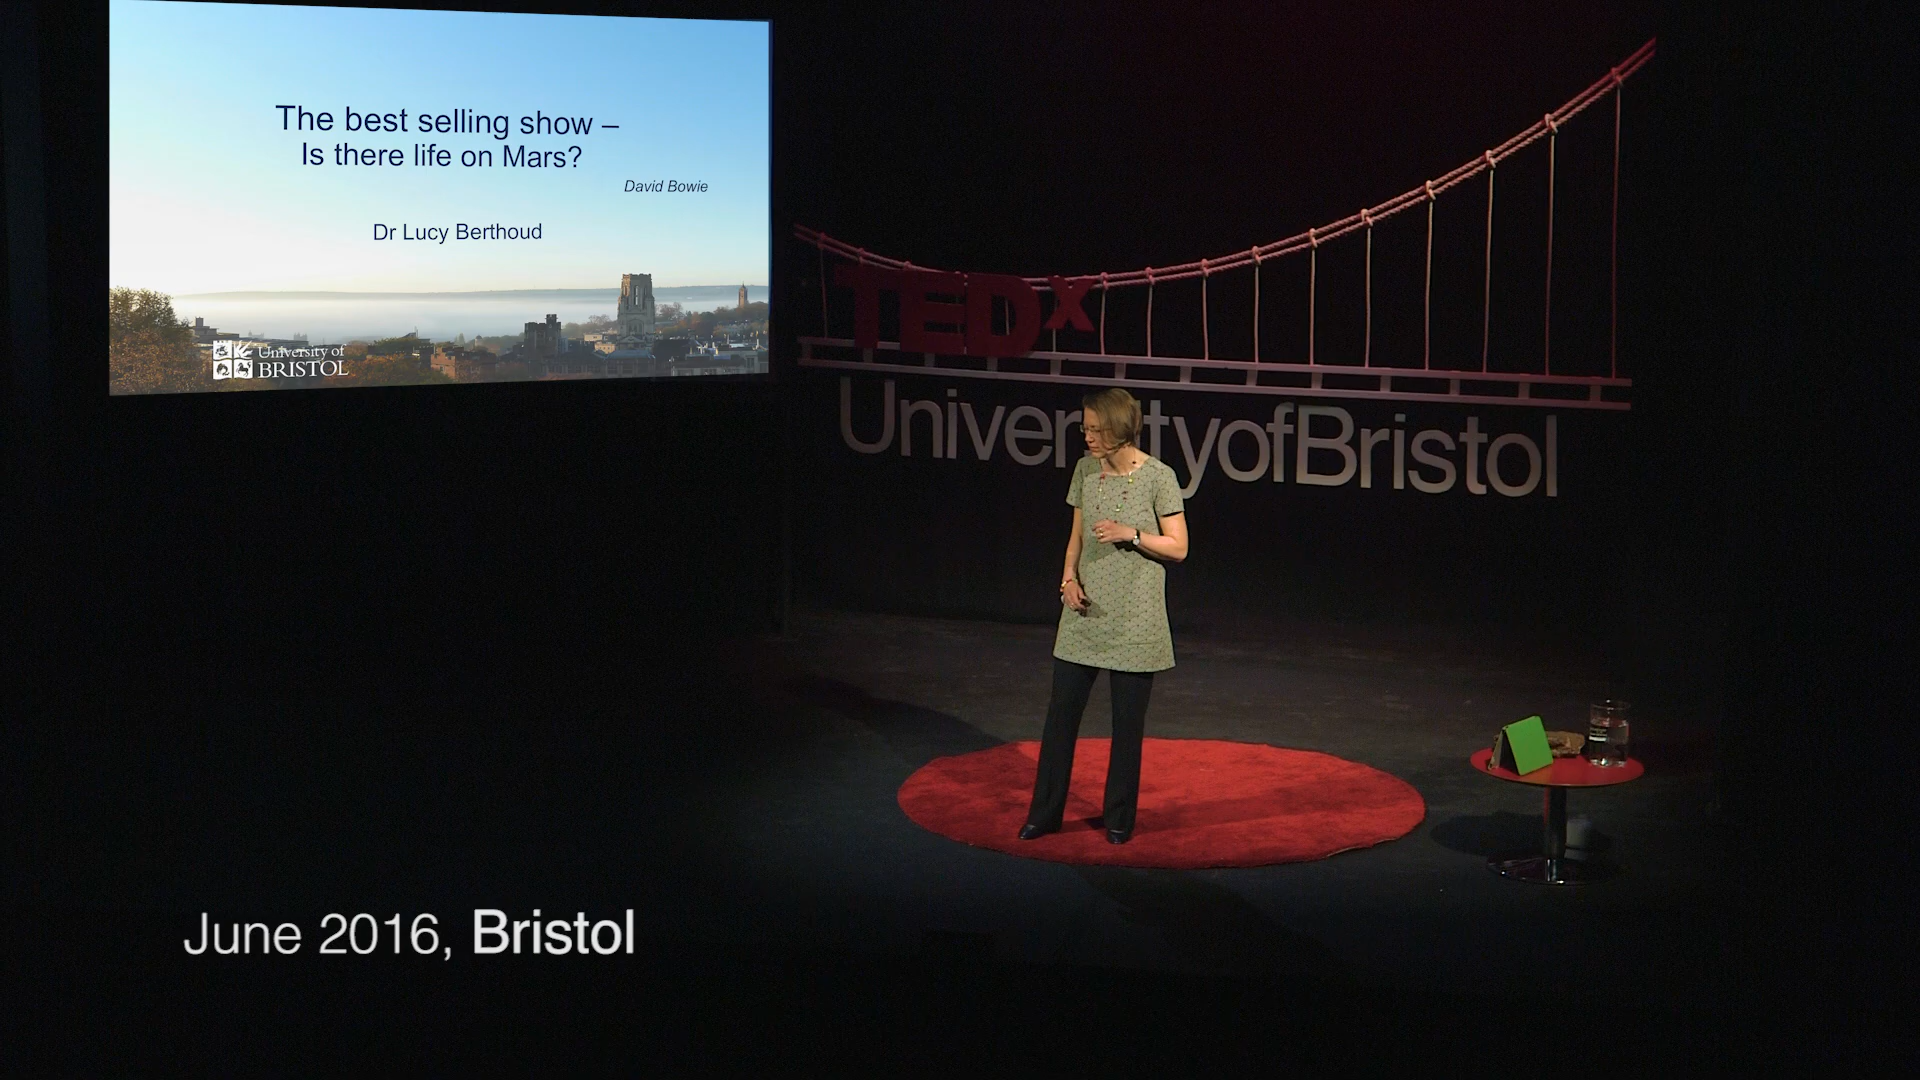 The best selling show –
Is there life on Mars?
David Bowie
Dr Lucy Berthoud
University of
BRISTOL
TEDx
UniversityofBristol
June 2016, Bristol